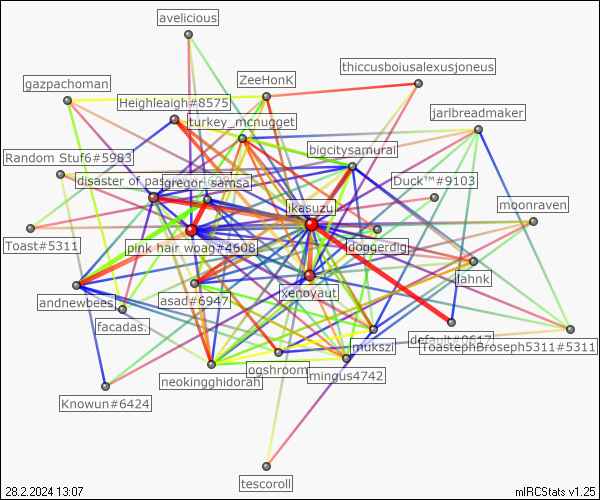 avelicious
thiccusboiusalexusjoneus
ZeeHonK
gazpachoman
Heighleaigh#8575
jarlbreadmaker
turkey_mcnugget
bigcitysamurai
Random Stuf6#5983
disaster of pas
gregor_samsa
Duck™#9103
ikasuzu
moonraven
Toast#5311
pink hair woag#4608
doggerdig
lahnk
xenoyaut
andnewbees
asad#6947
facadas.
default#0617
ToastephBroseph5311#5311
mukszi
ogshroom
mingus4742
neokingghidorah
Knowun#6424
tescoroll
28.2.2024 13:07
mIRCStats v1.25